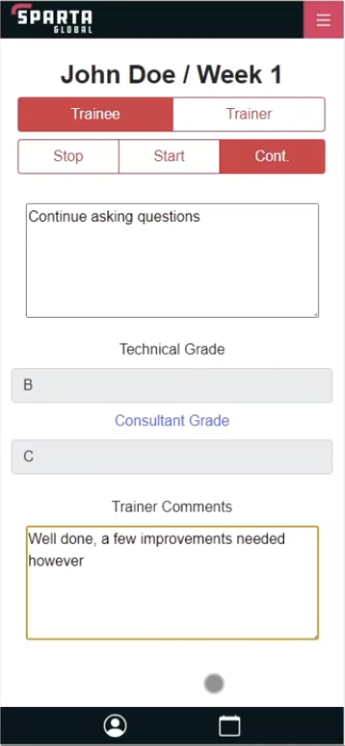 SPARTA
GLOBAL
John Doe / Week 1
Trainee
Trainer
Stop
Start
Cont.
Continue asking questions
Technical Grade
B
Consultant Grade
C
Trainer Comments
Well done, a few improvements needed
however